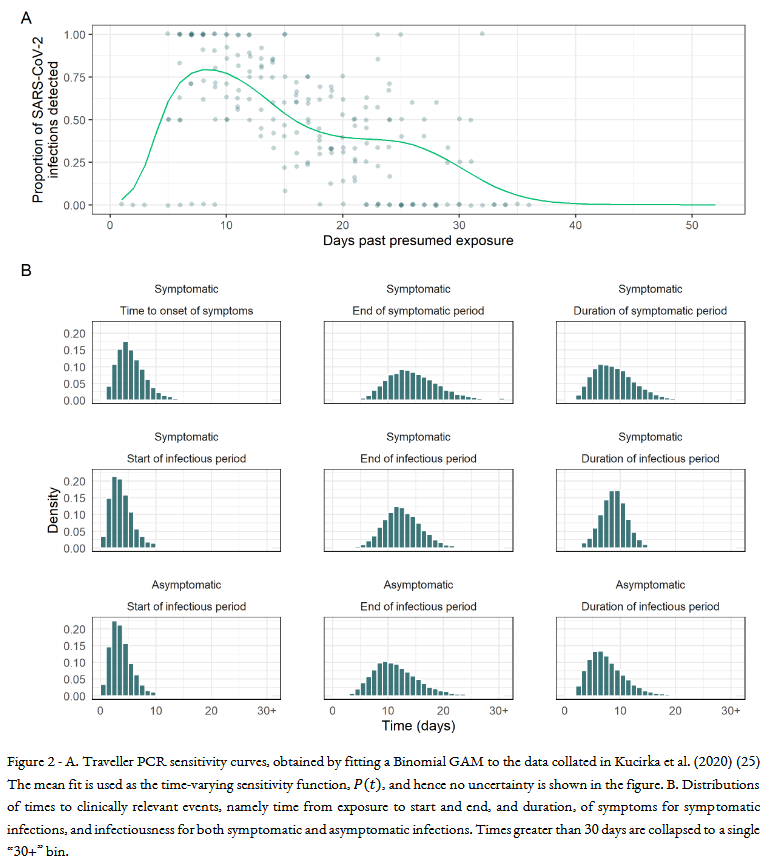 A
Proportion of SARS-CoV-2
infections detected
1.00
0.75
0.50
0.25
0.00
0 10 20 30 40 50
Days past presumed exposure
B
Symptomatic Symptomatic Symptomatic
Time to onset of symptoms End of symptomatic period Duration of symptomatic period
0.20
0.15
0.10
0.05
0.00
Symptomatic Symptomatic Symptomatic
Start of infectious period End of infectious period Duration of infectious period
Density
0.20
0.15
0.10
0.05
0.00
Asymptomatic Asymptomatic Asymptomatic
Start of infectious period End of infectious period Duration of infectious period
0.20
0.15
0.10
0.05
0.00
0 10 20 30+ 0 10 20 30+ 0 10 20 30+
Time (days)
Figure 2 - A. Traveller PCR sensitivity curves, obtained by fitting a Binomial GAM to the data collated in Kucirka et al. (2020) (25)
The mean fit is used as the time-varying sensitivity function, P(t), and hence no uncertainty is shown in the figure. B. Distributions
of times to clinically relevant events, namely time from exposure to start and end, and duration, of symptoms for symptomatic
infections, and infectiousness for both symptomatic and asymptomatic infections. Times greater than 30 days are collapsed to a single
“30+” bin.